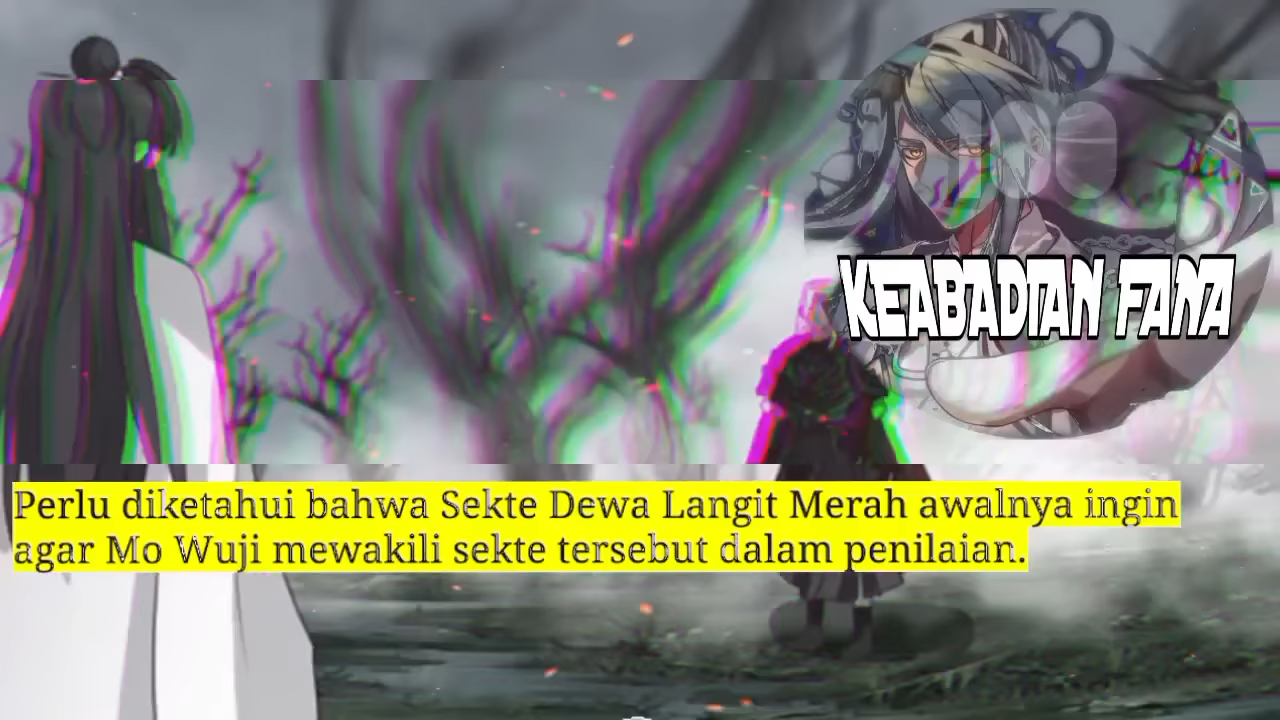 100
KEABADIAN FANA
Perlu diketahui bahwa Sekte Dewa Langit Merah awalnya ingin
agar Mo Wuji mewakili sekte tersebut dalam penilaian.